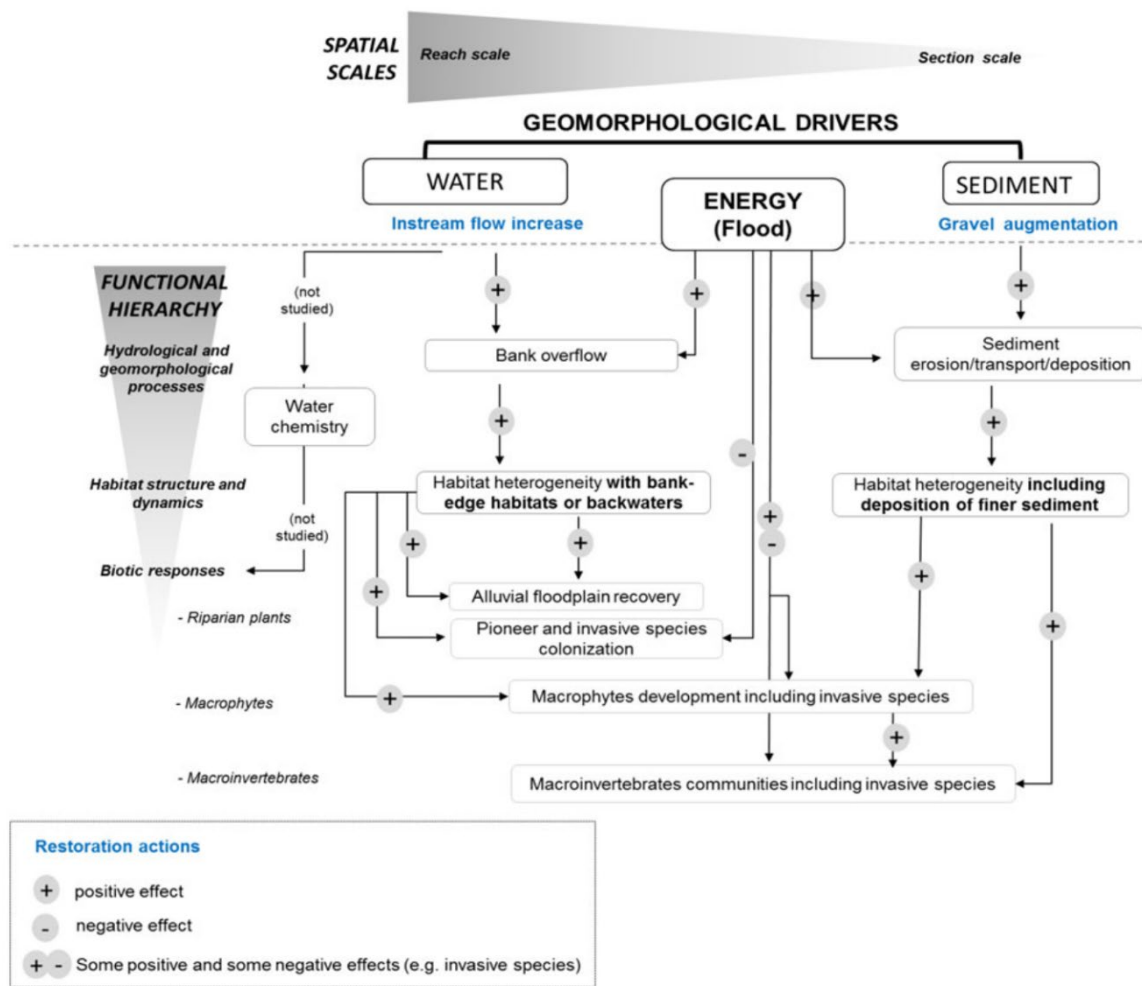 SPATIAL
SCALES
Reach scale
Section scale
GEOMORPHOLOGICAL DRIVERS
WATER
ENERGY
(Flood)
SEDIMENT
Instream flow increase
Gravel augmentation
FUNCTIONAL
HIERARCHY
(not
studied)
+
+
+
+
Hydrological and
geomorphological
processes
Bank overflow
Sediment
erosion/transport/deposition
Water
chemistry
+
+
-
Habitat structure and
dynamics
Habitat heterogeneity with bank-
edge habitats or backwaters
Habitat heterogeneity including
deposition of finer sediment
(not
studied)
+
-
+
+
+
Biotic responses
+
Alluvial floodplain recovery
- Riparian plants
Pioneer and invasive species
colonization
+
- Macrophytes
+
Macrophytes development including invasive species
+
- Macroinvertebrates
Macroinvertebrates communities including invasive species
Restoration actions
+ positive effect
- negative effect
+ - Some positive and some negative effects (e.g. invasive species)